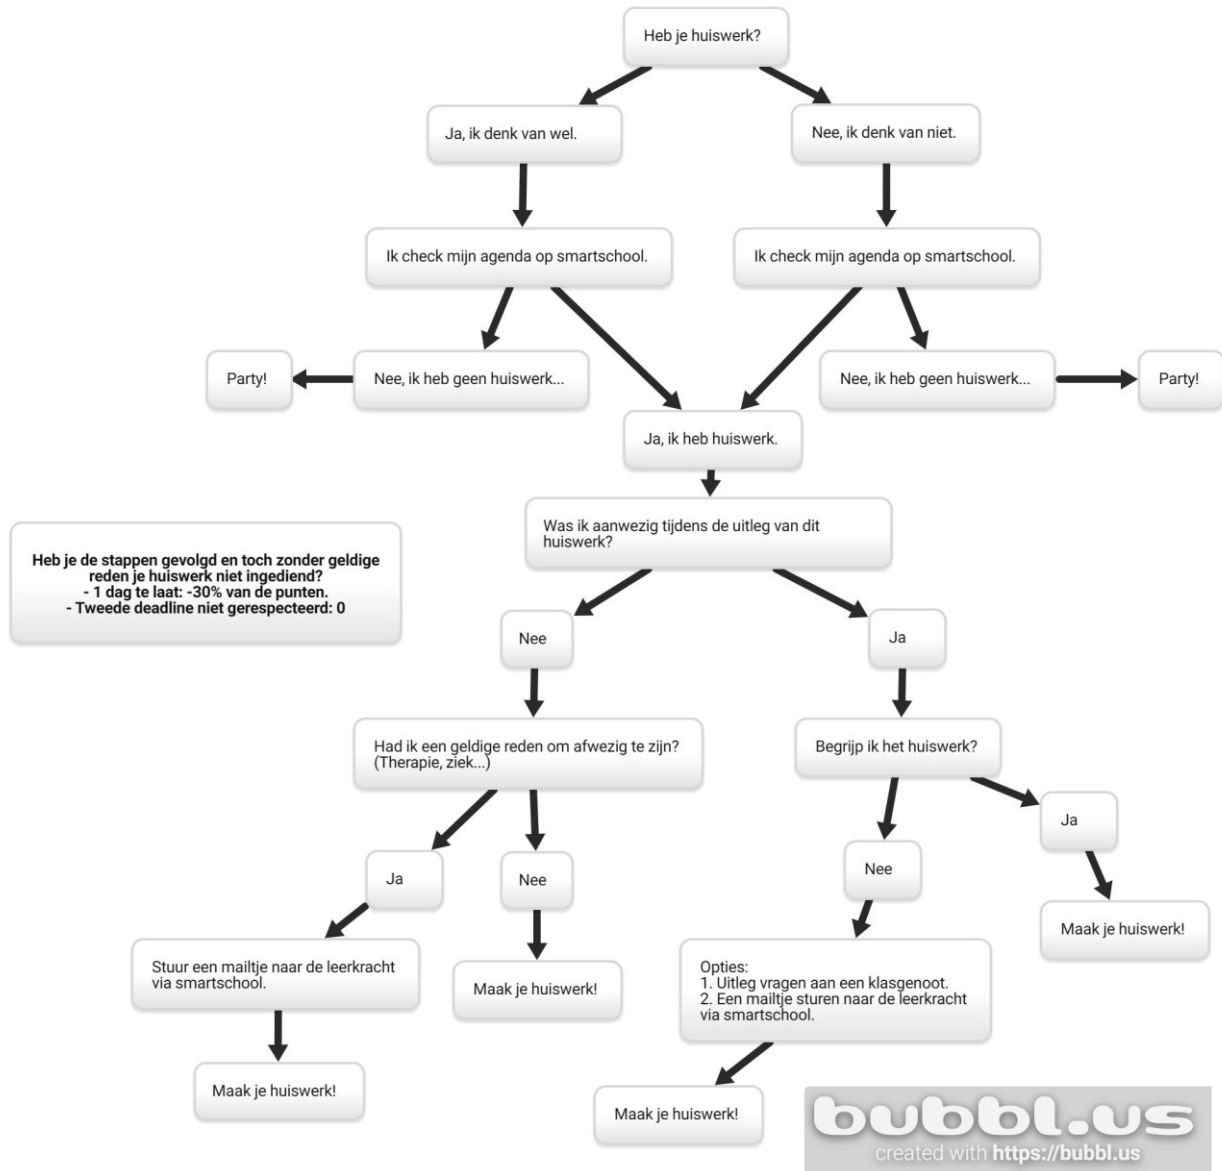 Heb je huiswerk?
Ja, ik denk van wel.
Nee, ik denk van niet.
Ik check mijn agenda op smartschool.
Ik check mijn agenda op smartschool.
Party!
Nee, ik heb geen huiswerk...
Nee, ik heb geen huiswerk...
Party!
Ja, ik heb huiswerk.
Was ik aanwezig tijdens de uitleg van dit
huiswerk?
Heb je de stappen gevolgd en toch zonder geldige
reden je huiswerk niet ingediend?
- 1 dag te laat: -30% van de punten.
- Tweede deadline niet gerespecteerd: 0
Nee
Ja
Had ik een geldige reden om afwezig te zijn?
(Therapie, ziek...)
Begrijp ik het huiswerk?
Ja
Nee
Nee
Ja
Stuur een mailtje naar de leerkracht
via smartschool.
Maak je huiswerk!
Opties:
1. Uitleg vragen aan een klasgenoot.
2. Een mailtje sturen naar de leerkracht
via smartschool.
Maak je huiswerk!
Maak je huiswerk!
Maak je huiswerk!
bubbl.us
created with https://bubbl.us